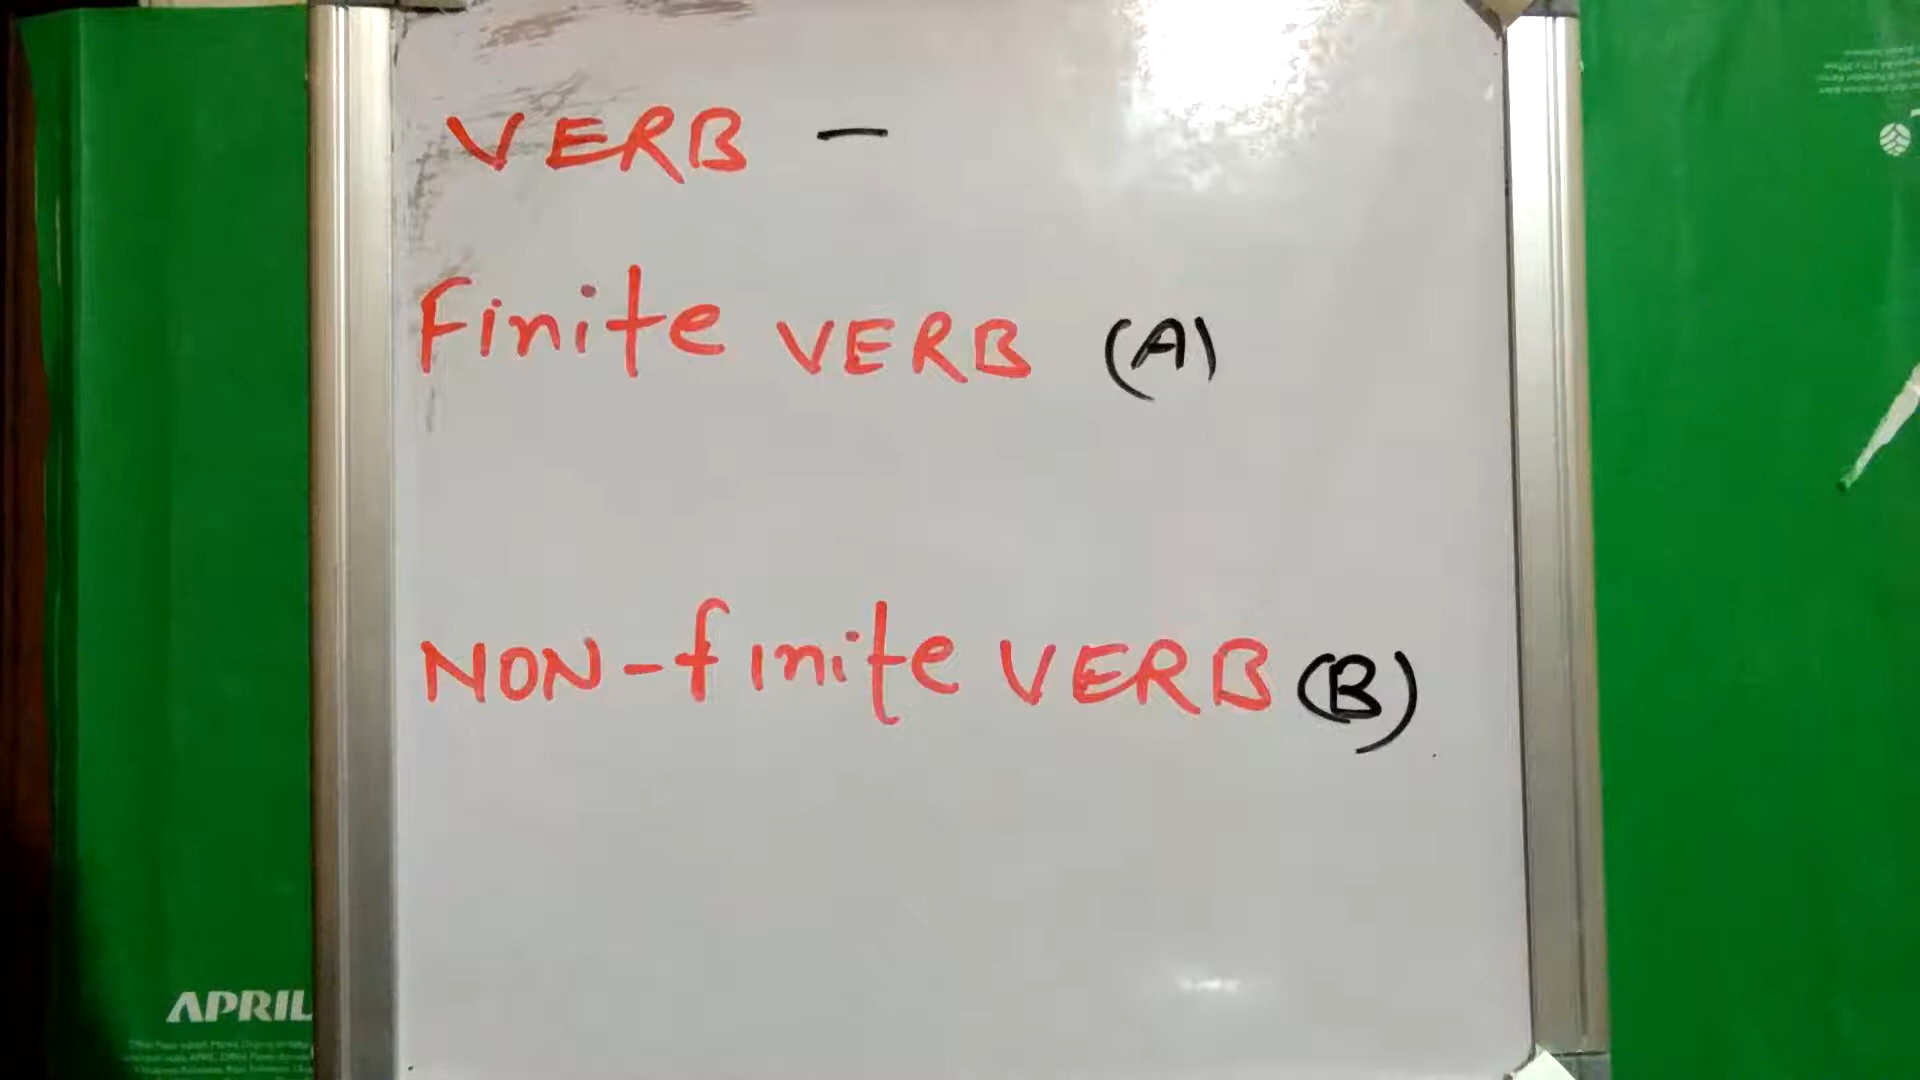 VERB —
Finite VERB (A)
NON-finite VERB (B)
APRIL